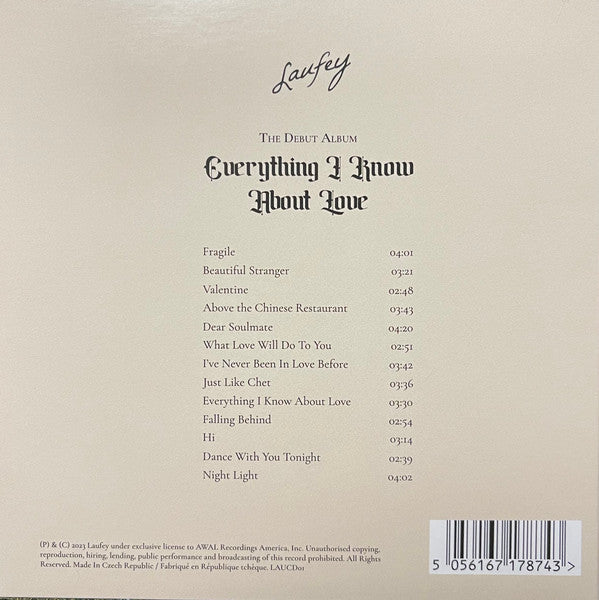 Laufey
The Debut Album
Everything I Know
About Love
Fragile 04:01
Beautiful Stranger 03:21
Valentine 02:48
Above the Chinese Restaurant 03:43
Dear Soulmate 04:20
What Love Will Do To You 02:51
I've Never Been In Love Before 03:42
Just Like Chet 03:36
Everything I Know About Love 03:30
Falling Behind 02:54
Hi 03:14
Dance With You Tonight 02:39
Night Light 04:02
(P) & (C) 2023 Laufey under exclusive license to AWAL Recordings America, Inc. Unauthorised copying,
reproduction, hiring, lending, public performance and broadcasting of this record prohibited. All Rights
Reserved. Made In Czech Republic / Fabriqué en République tchèque. LAUCD01
5 056167 178743 >